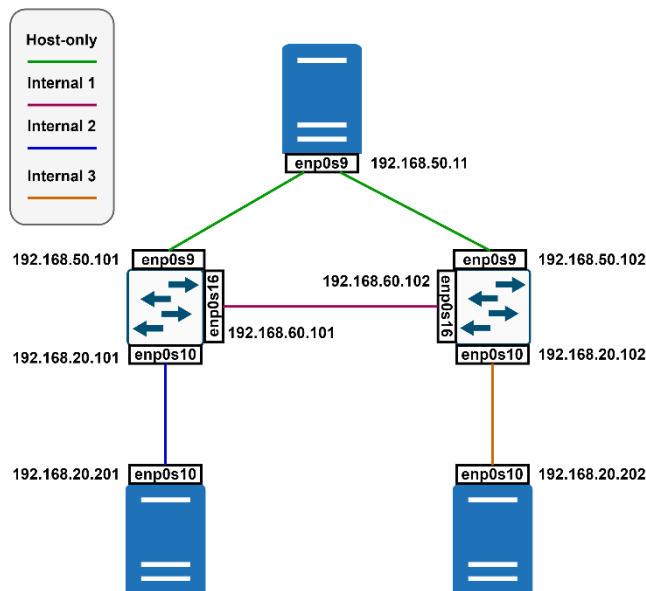 Host-only
Internal 1
Internal 2
Internal 3
enp0s9
192.168.50.11
192.168.50.101
enp0s9
enp0s9
192.168.50.102
enp0s16
192.168.60.102
enp0s16
192.168.60.101
192.168.20.101
enp0s10
enp0s10
192.168.20.102
192.168.20.201
enp0s10
enp0s10
192.168.20.202